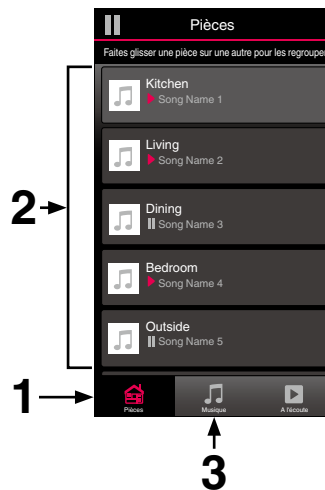 Pièces
Faites glisser une pièce sur une autre pour les regrouper
Kitchen
Song Name 1
Living
Song Name 2
2
Dining
Song Name 3
Bedroom
Song Name 4
Outside
Song Name 5
1
Pièces
Musique
A l'écoute
3